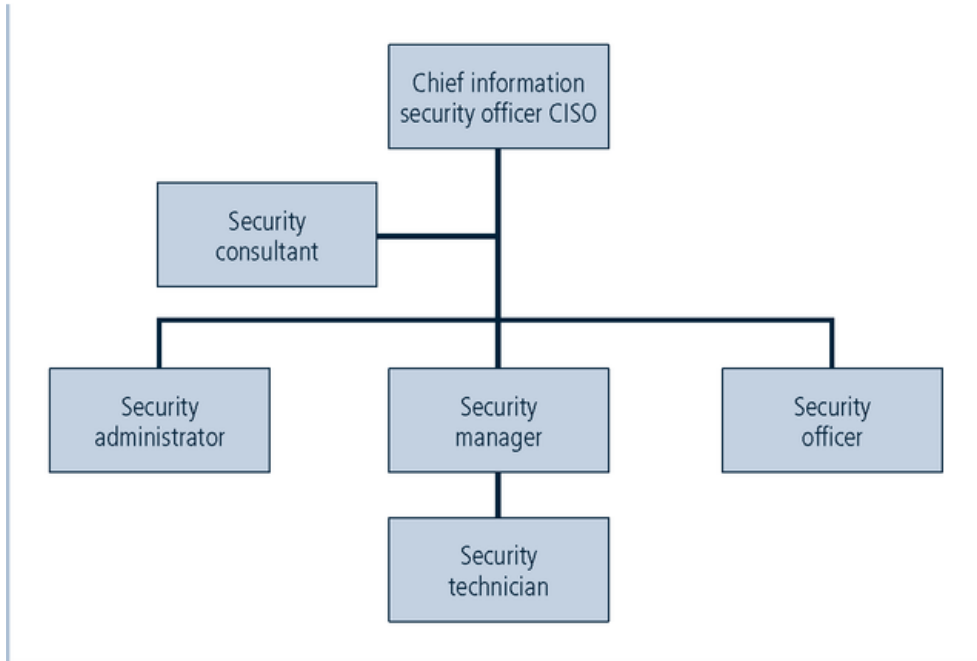 Chief information
security officer CISO
Security
consultant
Security
administrator
Security
manager
Security
officer
Security
technician